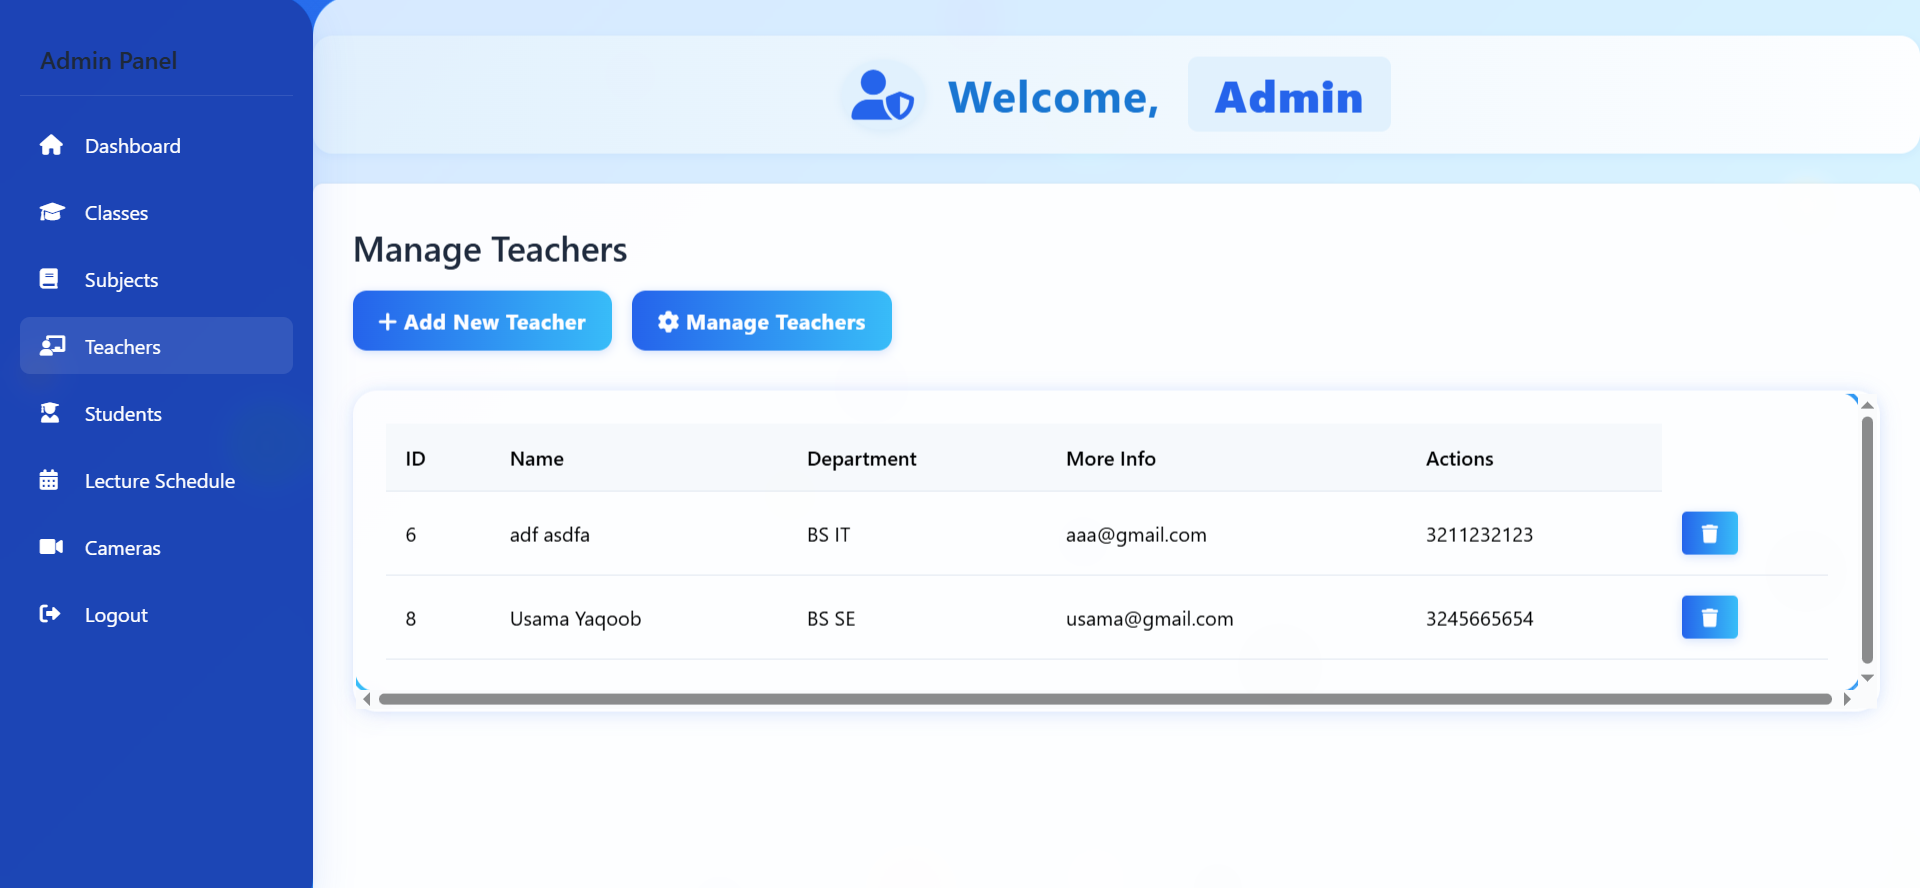 Admin Panel
Dashboard
Classes
Subjects
Teachers
Students
Lecture Schedule
Cameras
Logout
Welcome, Admin
Manage Teachers
Add New Teacher
Manage Teachers
ID Name Department More Info Actions
6 adf asdfa BS IT aaa@gmail.com 3211232123
8 Usama Yaqoob BS SE usama@gmail.com 3245665654